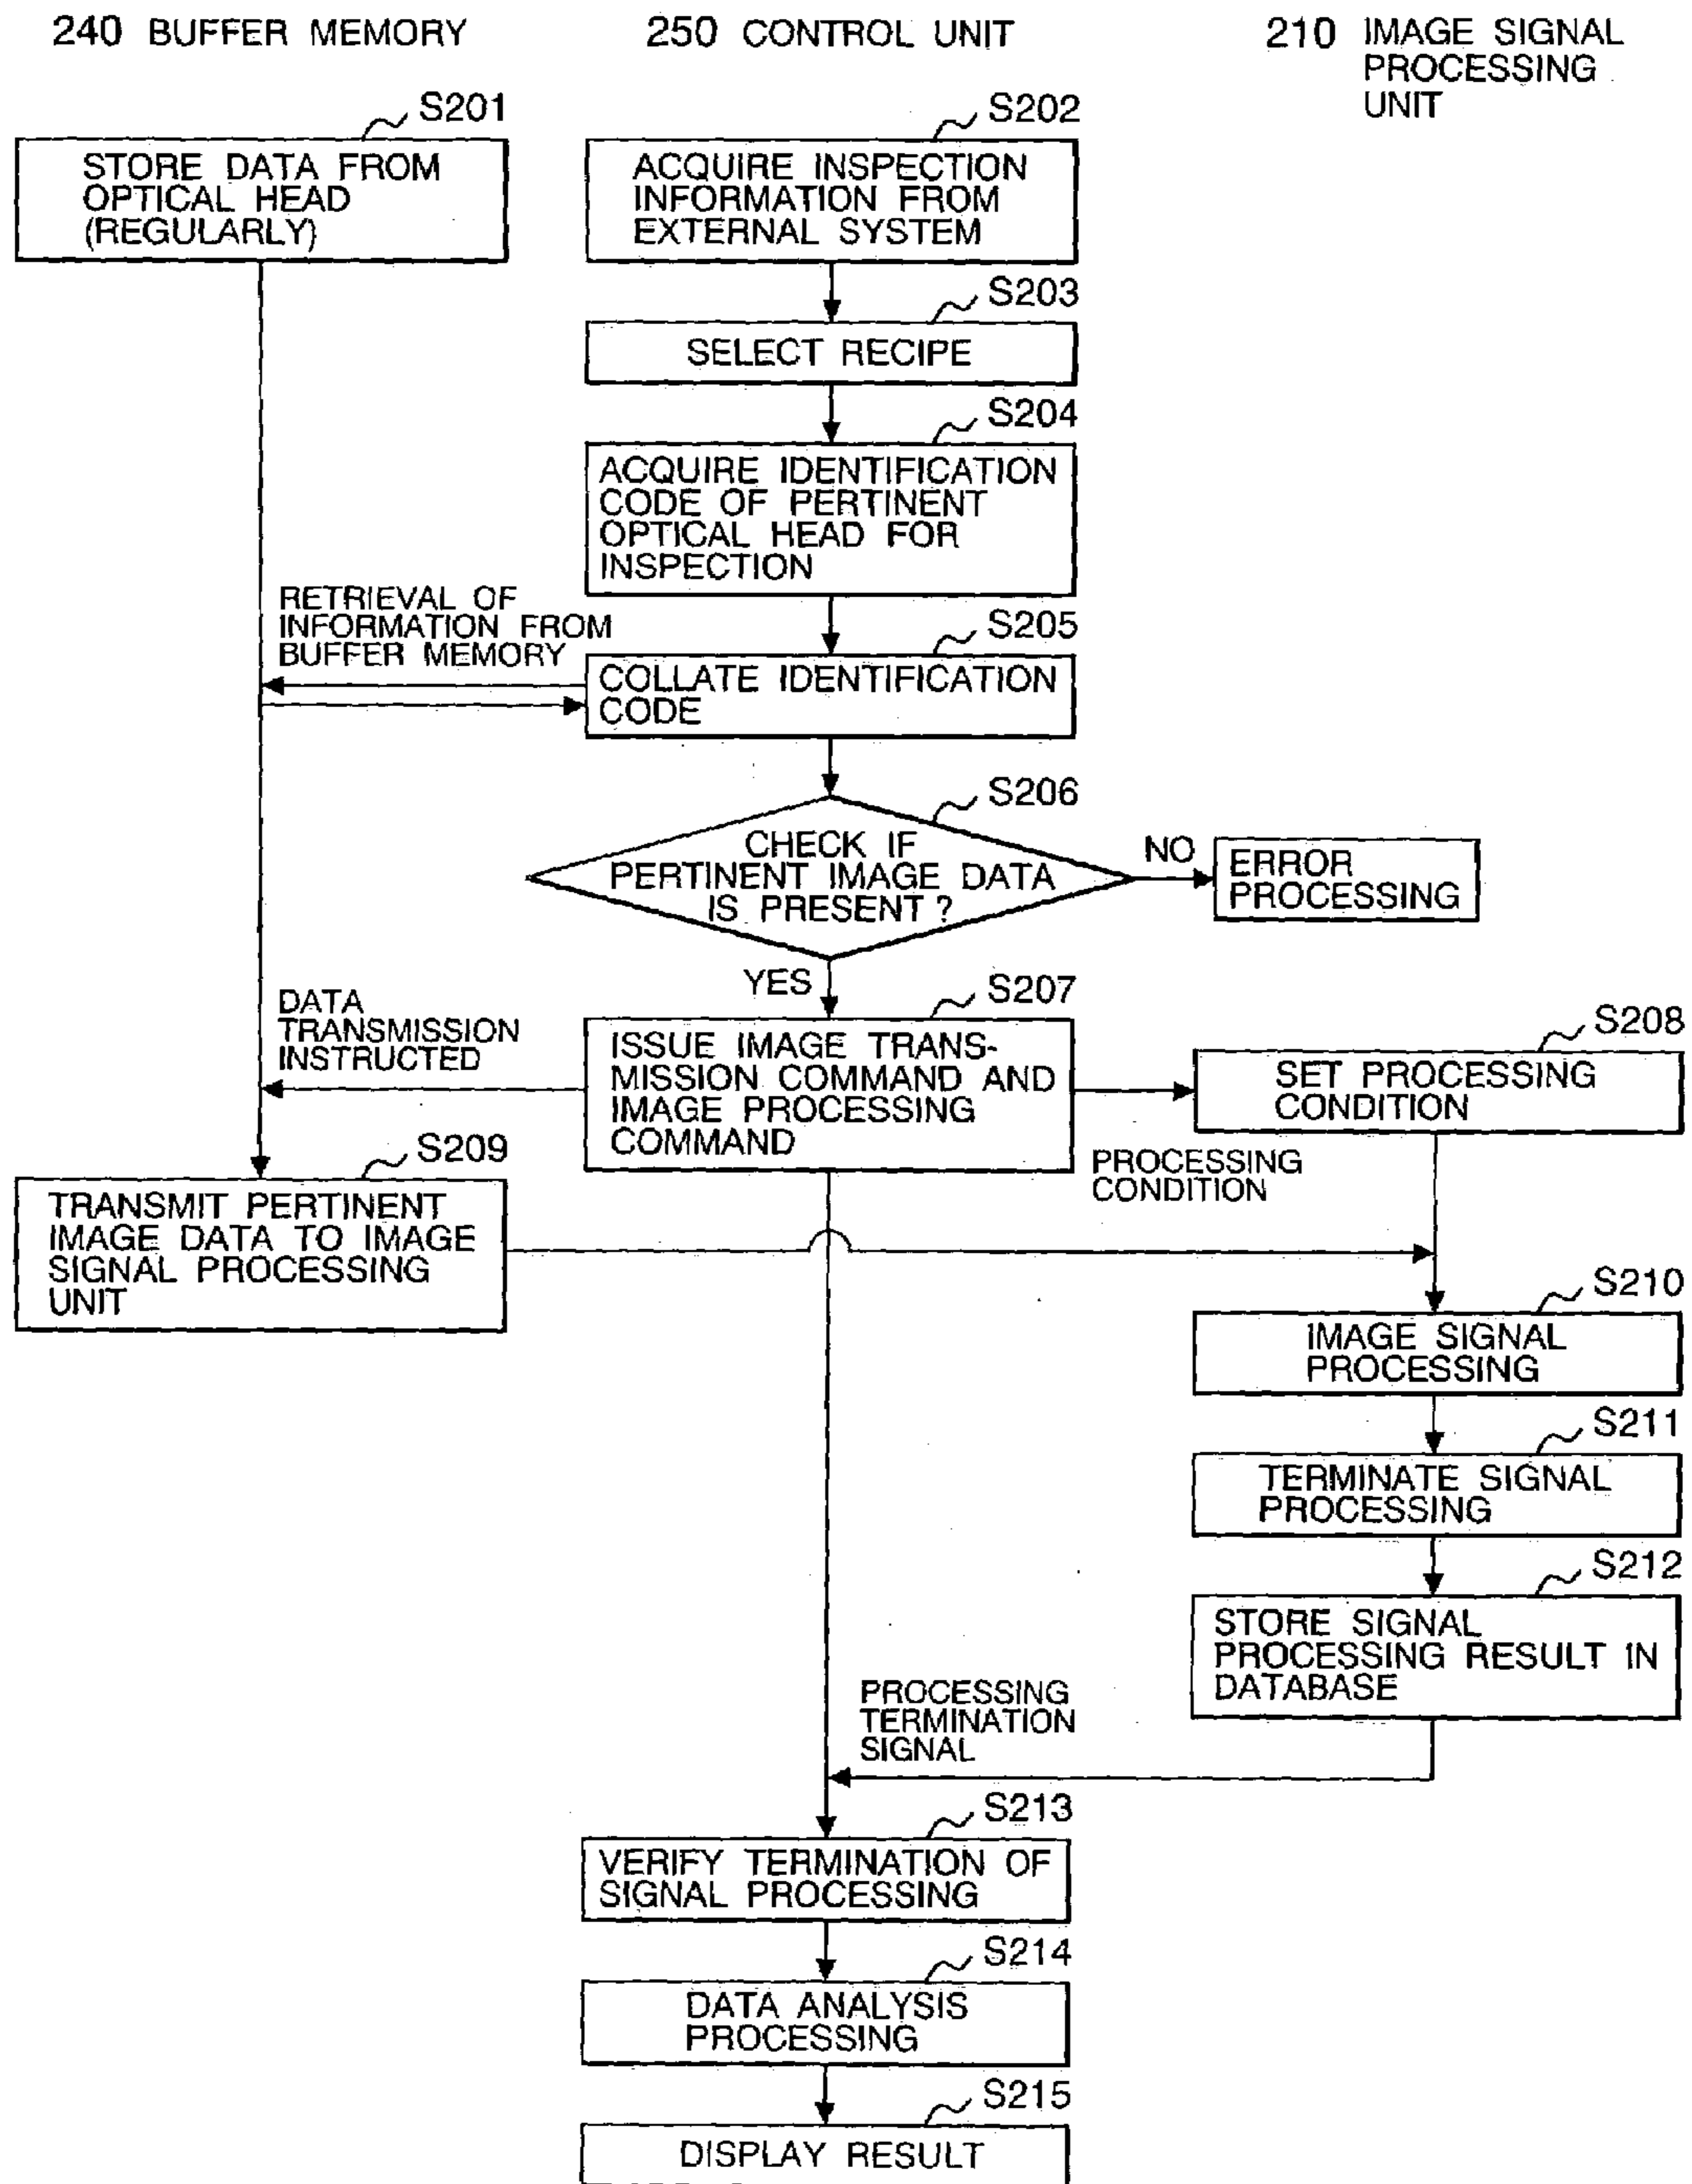 240 BUFFER MEMORY
250 CONTROL UNIT
210 IMAGE SIGNAL
PROCESSING
UNIT
S201
STORE DATA FROM
OPTICAL HEAD
(REGULARLY)
S202
ACQUIRE INSPECTION
INFORMATION FROM
EXTERNAL SYSTEM
S203
SELECT RECIPE
S204
ACQUIRE IDENTIFICATION
CODE OF PERTINENT
OPTICAL HEAD FOR
INSPECTION
RETRIEVAL OF
INFORMATION FROM
BUFFER MEMORY
S205
COLLATE IDENTIFICATION
CODE
S206
CHECK IF
PERTINENT IMAGE DATA
IS PRESENT?
NO
ERROR
PROCESSING
YES
DATA
TRANSMISSION
INSTRUCTED
S207
ISSUE IMAGE TRANS-
MISSION COMMAND AND
IMAGE PROCESSING
COMMAND
S208
SET PROCESSING
CONDITION
PROCESSING
CONDITION
S209
TRANSMIT PERTINENT
IMAGE DATA TO IMAGE
SIGNAL PROCESSING
UNIT
S210
IMAGE SIGNAL
PROCESSING
S211
TERMINATE SIGNAL
PROCESSING
S212
STORE SIGNAL
PROCESSING RESULT IN
DATABASE
PROCESSING
TERMINATION
SIGNAL
S213
VERIFY TERMINATION OF
SIGNAL PROCESSING
S214
DATA ANALYSIS
PROCESSING
S215
DISPLAY RESULT